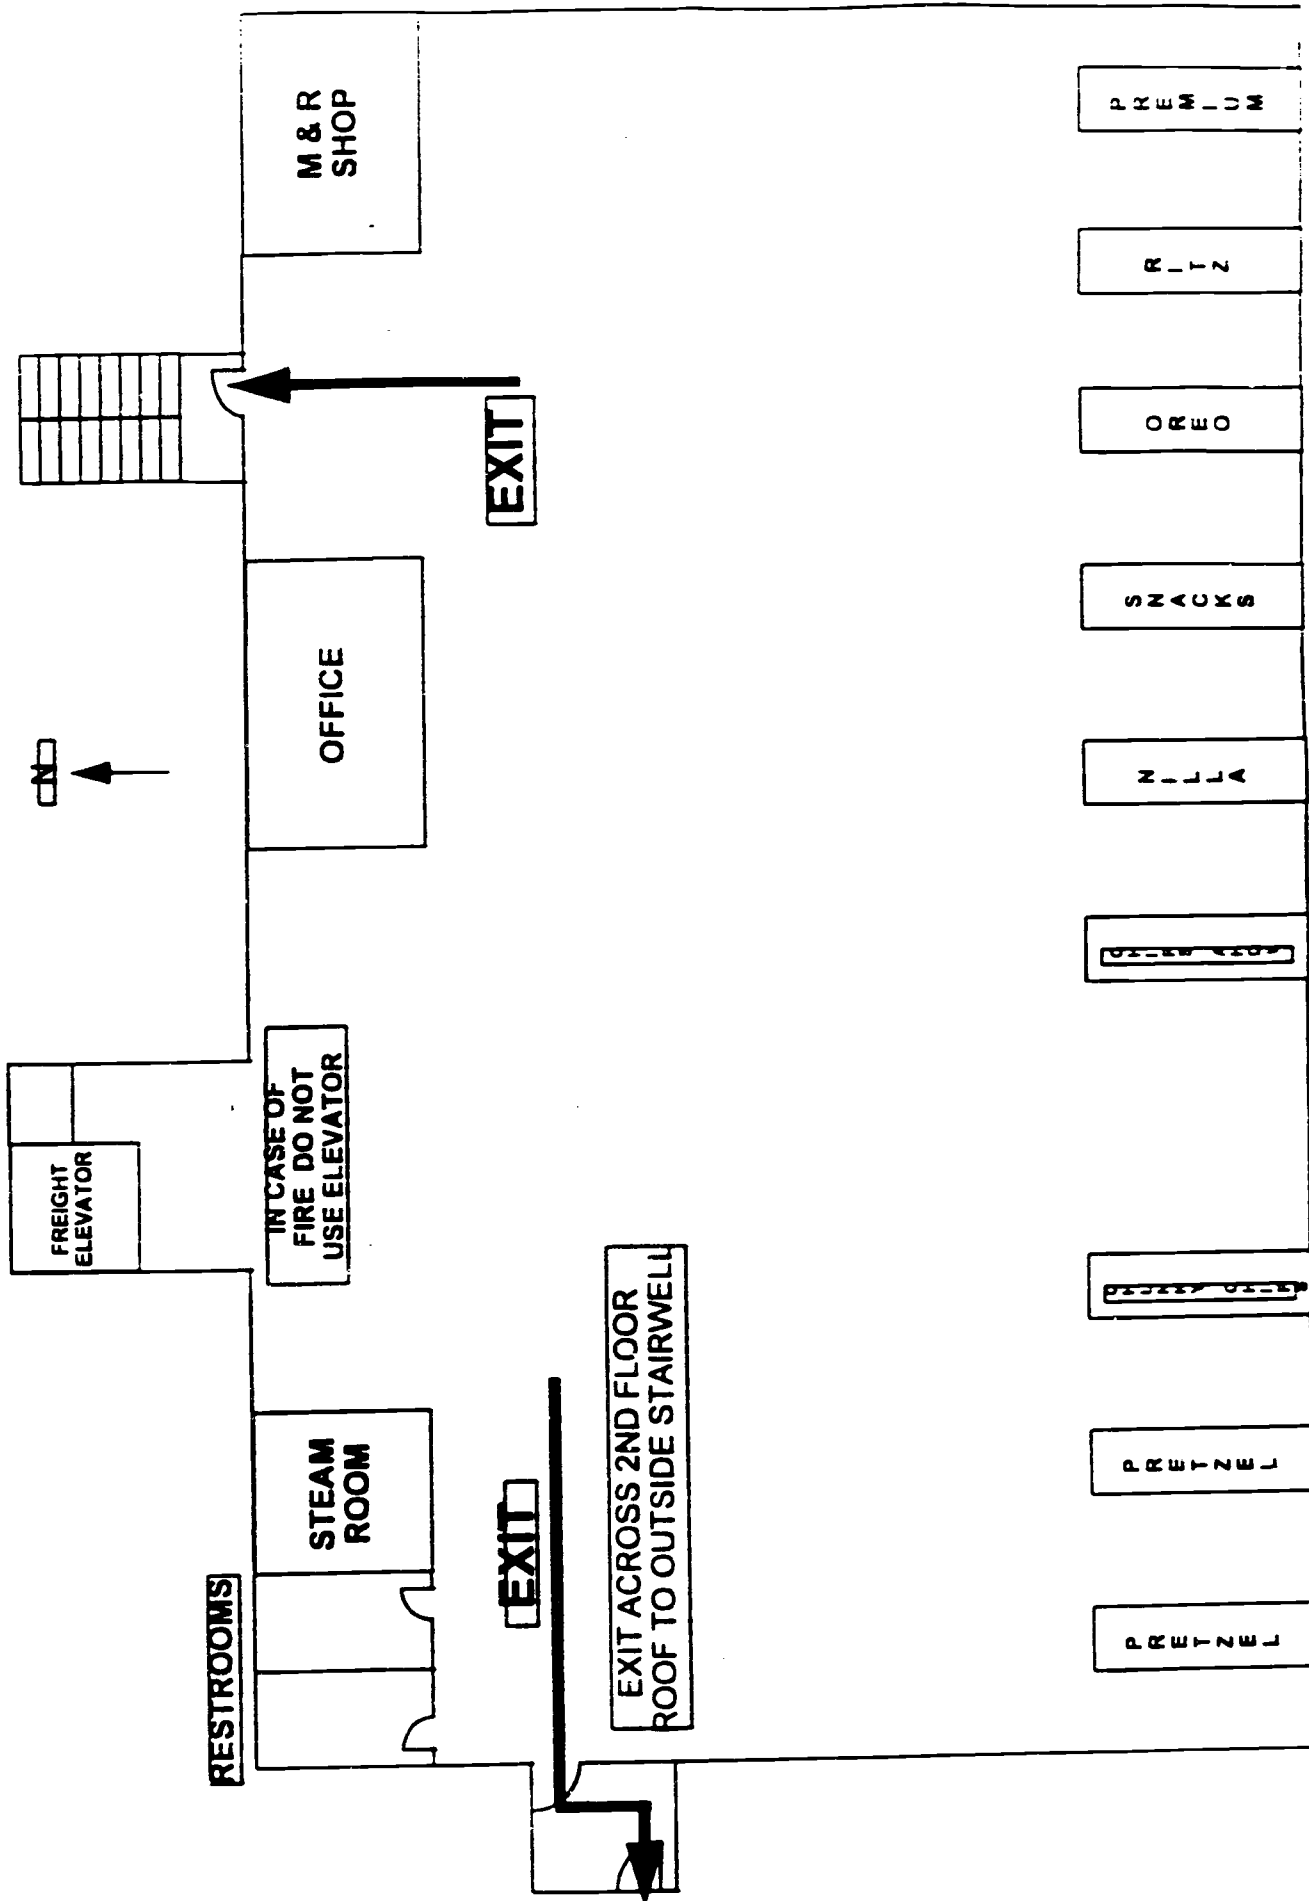 N
FREIGHT
ELEVATOR
RESTROOMS
STEAM
ROOM
IN CASE OF
FIRE DO NOT
USE ELEVATOR
OFFICE
M & R
SHOP
EXIT
EXIT
EXIT ACROSS 2ND FLOOR
ROOF TO OUTSIDE STAIRWELL
PRETZEL
PRETZEL
NILLA
SNACKS
OREO
RITZ
PREMIUM